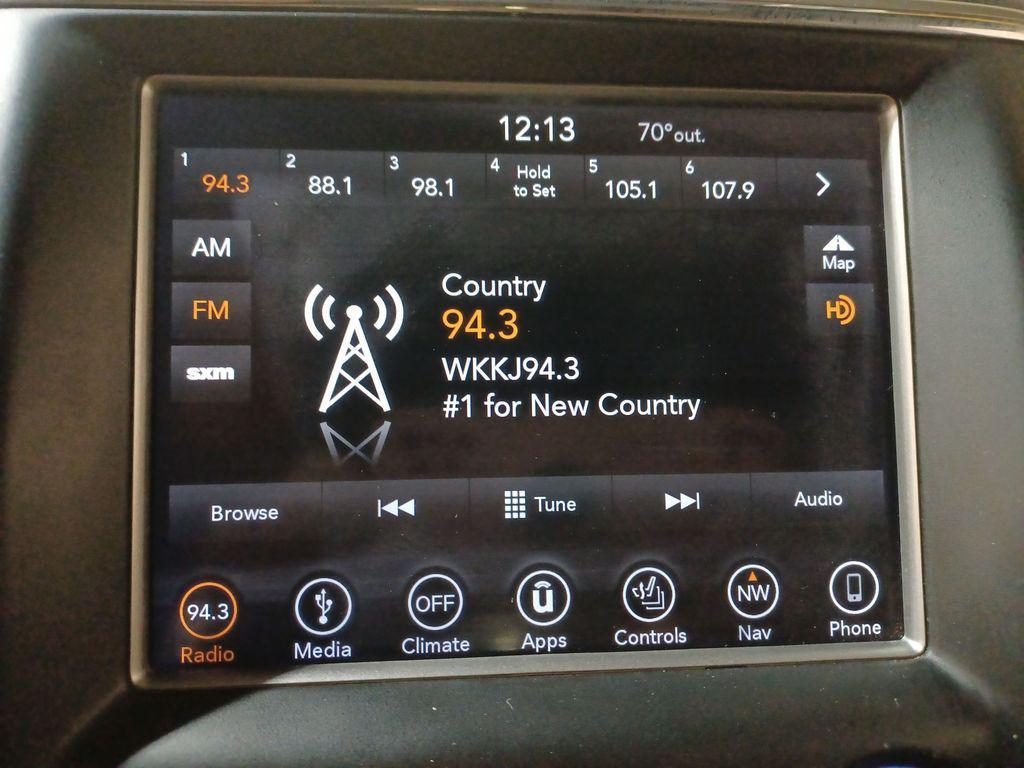 12:13 70° out.
1 94.3 2 88.1 3 98.1 4 Hold to Set 5 105.1 6 107.9
AM
FM
sxm
Map
HD
Country
94.3
WKKJ94.3
#1 for New Country
Browse Tune Audio
94.3 OFF u NW
Radio Media Climate Apps Controls Nav Phone